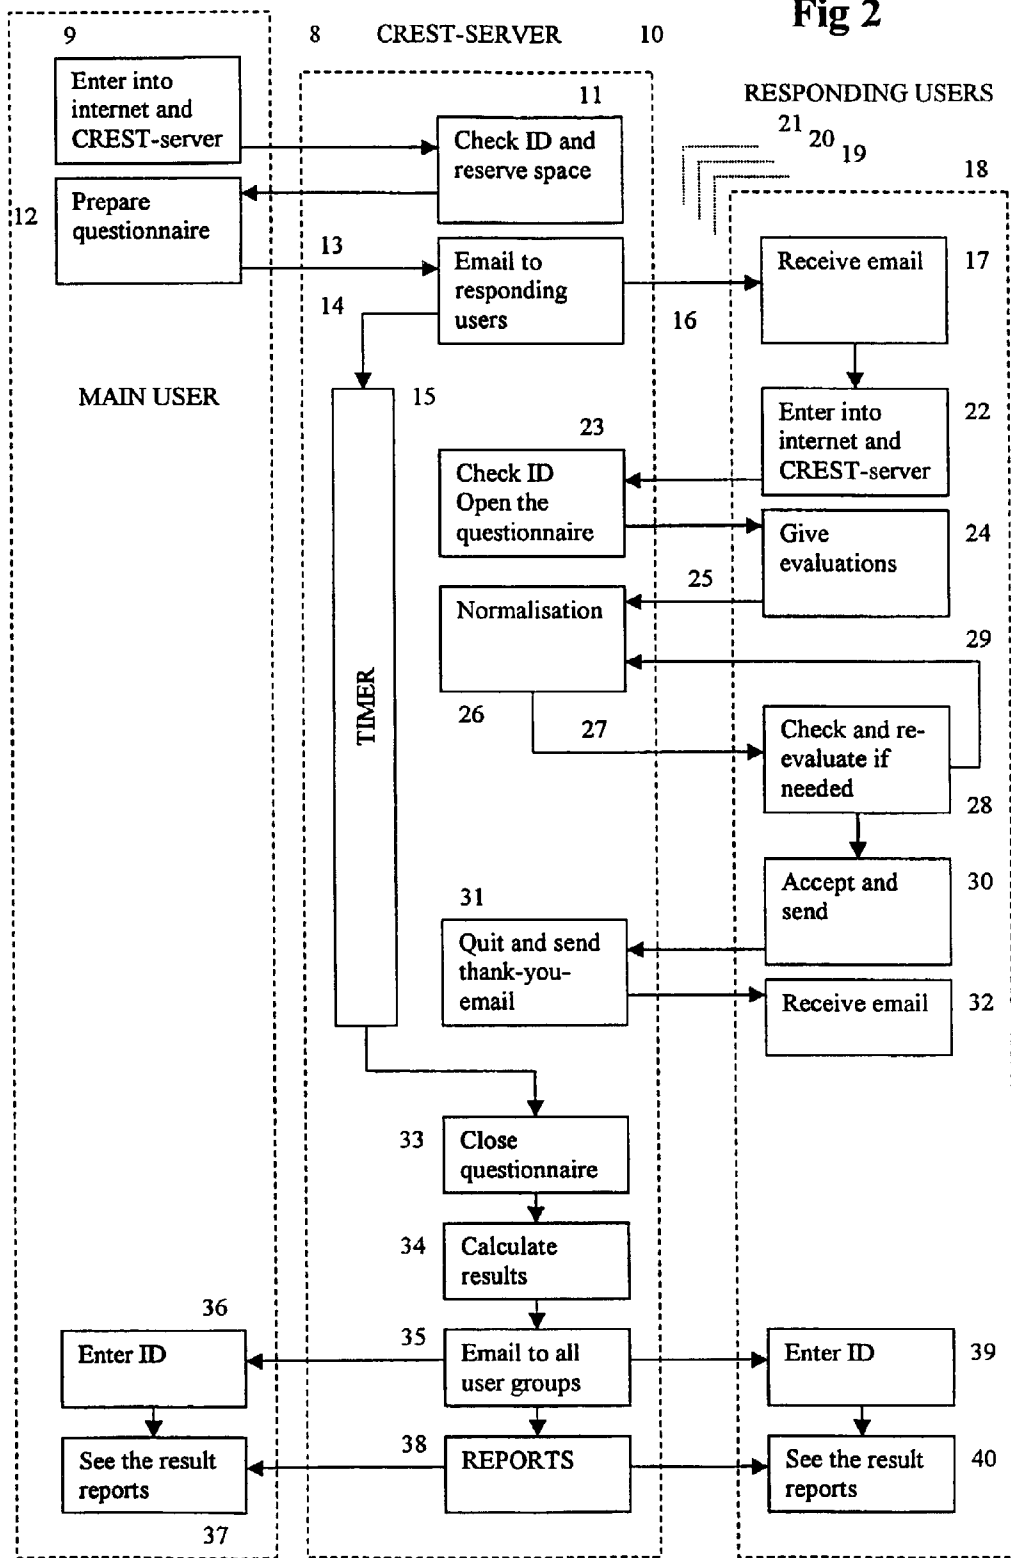 Fig 2
9
8
CREST-SERVER
10
Enter into
internet and
CREST-server
11
Check ID and
reserve space
RESPONDING USERS
21
20
19
18
12
Prepare
questionnaire
13
Email to
responding
users
14
16
Receive email
17
MAIN USER
15
TIMER
Enter into
internet and
CREST-server
22
23
Check ID
Open the
questionnaire
Give
evaluations
24
25
Normalisation
29
26
27
Check and re-
evaluate if
needed
28
Accept and
send
30
31
Quit and send
thank-you-
email
Receive email
32
33
Close
questionnaire
34
Calculate
results
36
Enter ID
35
Email to all
user groups
Enter ID
39
See the result
reports
38
REPORTS
See the result
reports
40
37